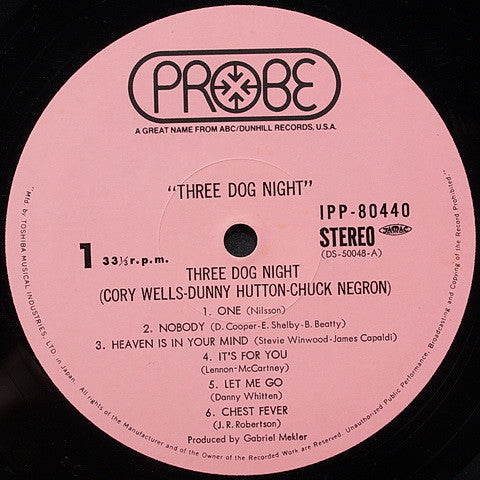 PROBE
A GREAT NAME FROM ABC/DUNHILL RECORDS, U.S.A.
"THREE DOG NIGHT"
IPP-80440
STEREO JASRAC
(DS-50048-A)
1 33⅓ r.p.m.
THREE DOG NIGHT
(CORY WELLS-DUNNY HUTTON-CHUCK NEGRON)
1. ONE (Nilsson)
2. NOBODY (D. Cooper-E. Shelby-B. Beatty)
3. HEAVEN IS IN YOUR MIND (Stevie Winwood-James Capaldi)
4. IT'S FOR YOU
(Lennon-McCartney)
5. LET ME GO
(Danny Whitten)
6. CHEST FEVER
(J. R. Robertson)
Produced by Gabriel Mekler
"Mfd. by TOSHIBA MUSICAL INDUSTRIES, LTD. in Japan. All rights of the Manufacturer and of the Owner of the Recorded Work are Reserved. Unauthorized Public Performance, Broadcasting and Copying of the Record Prohibited."